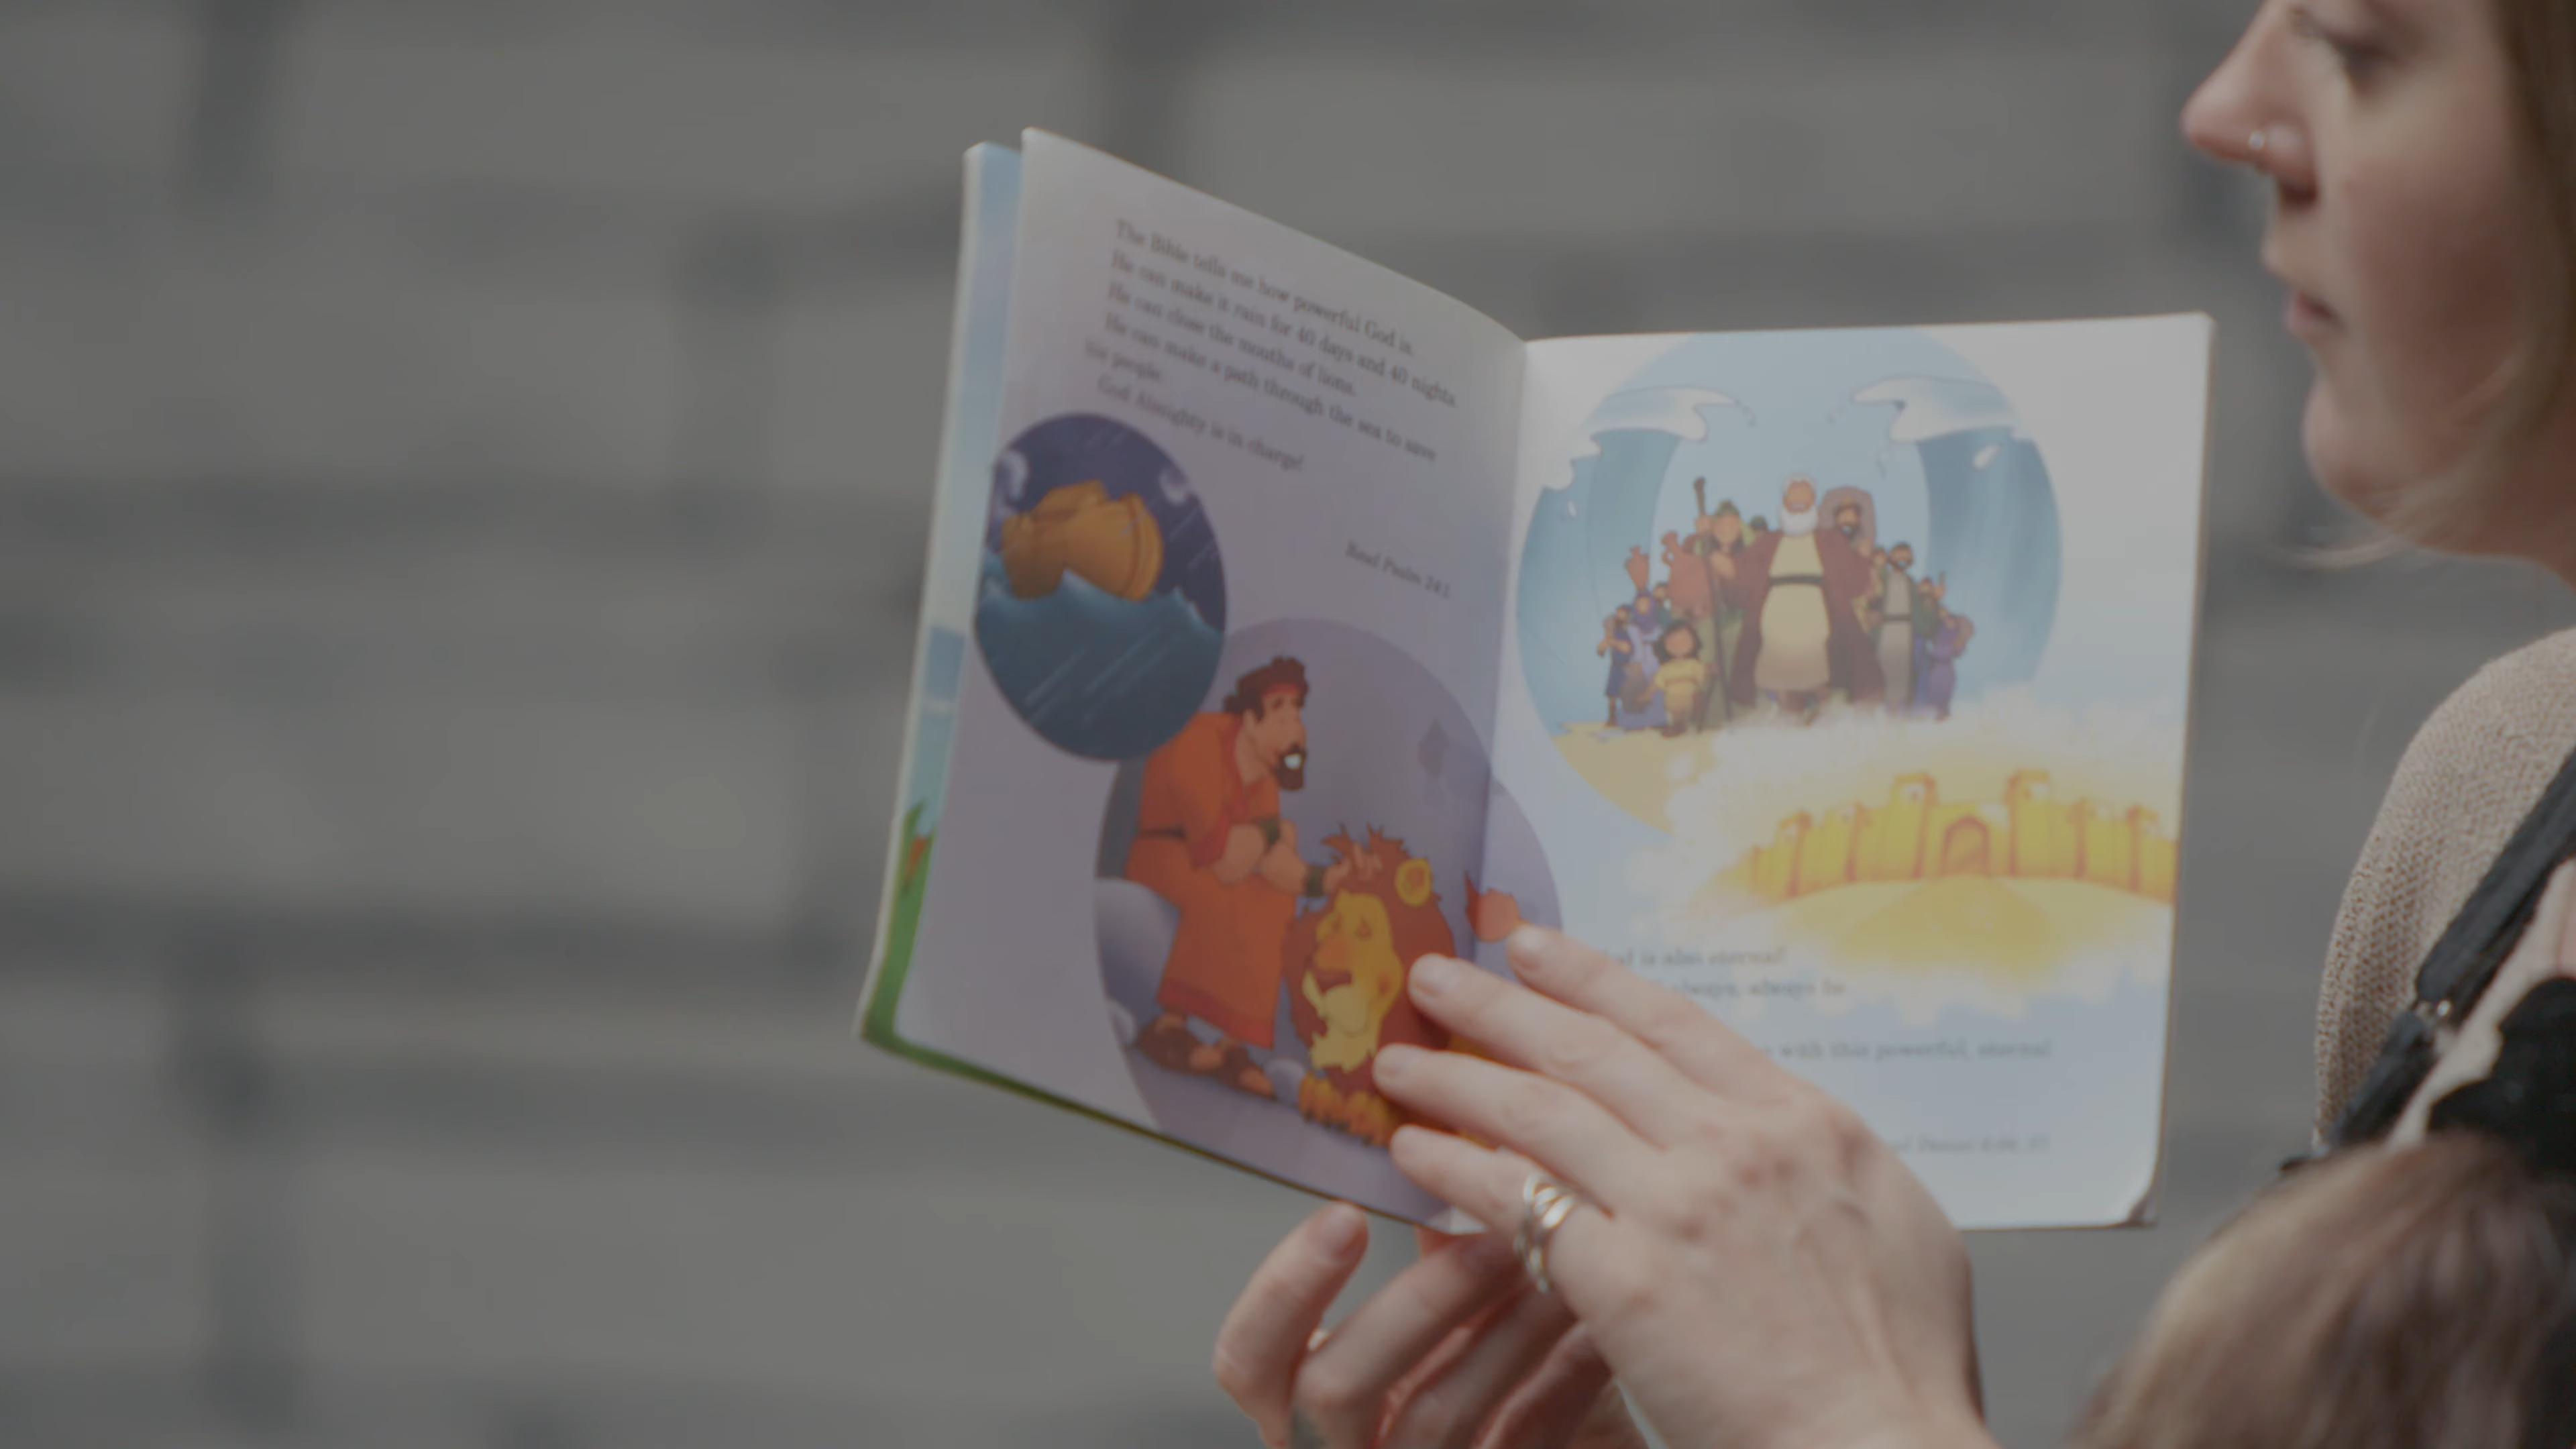 The Bible tells me how powerful God is.
He can make it rain for 40 days and 40 nights.
He can close the mouths of lions.
He can make a path through the sea to save
his people.
God Almighty is in charge!
Read Psalm 24:1
is also eternal!
always, always be
with this powerful, eternal
Daniel